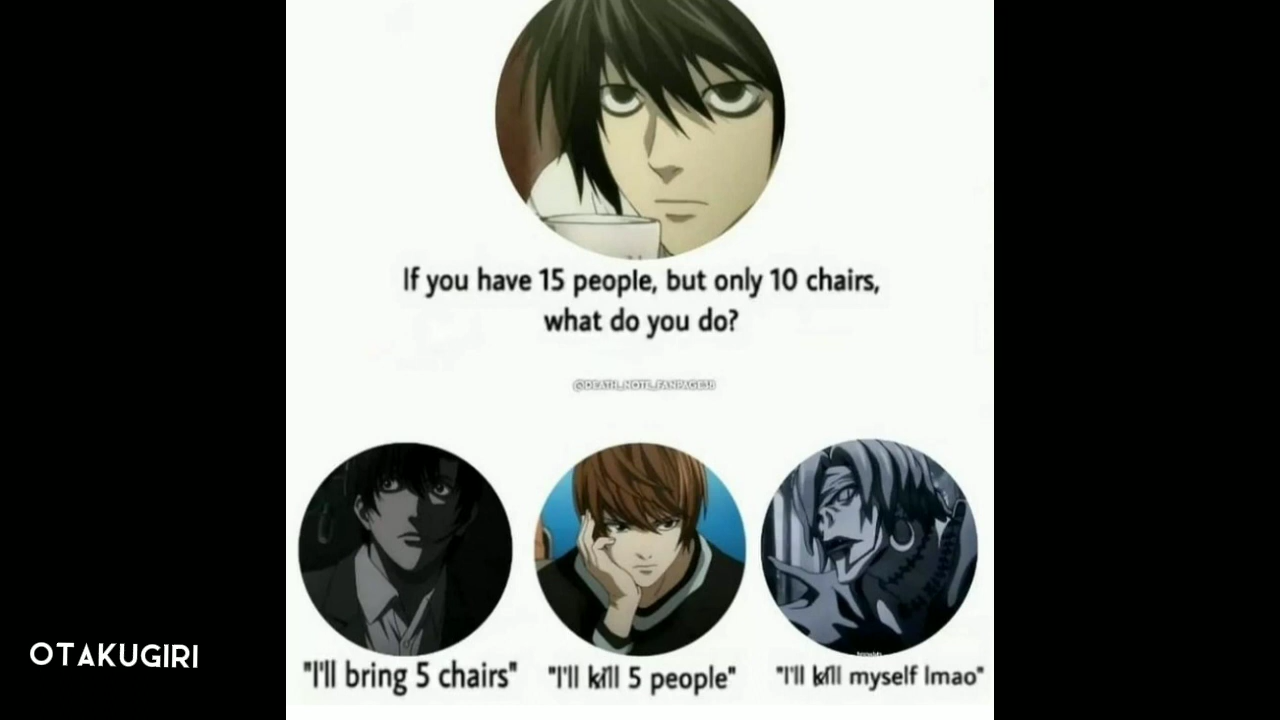 If you have 15 people, but only 10 chairs,
what do you do?
@DEATH_NOTE_FANPAGE38
"I'll bring 5 chairs"
"I'll kill 5 people"
"I'll kill myself lmao"
OTAKUGIRI